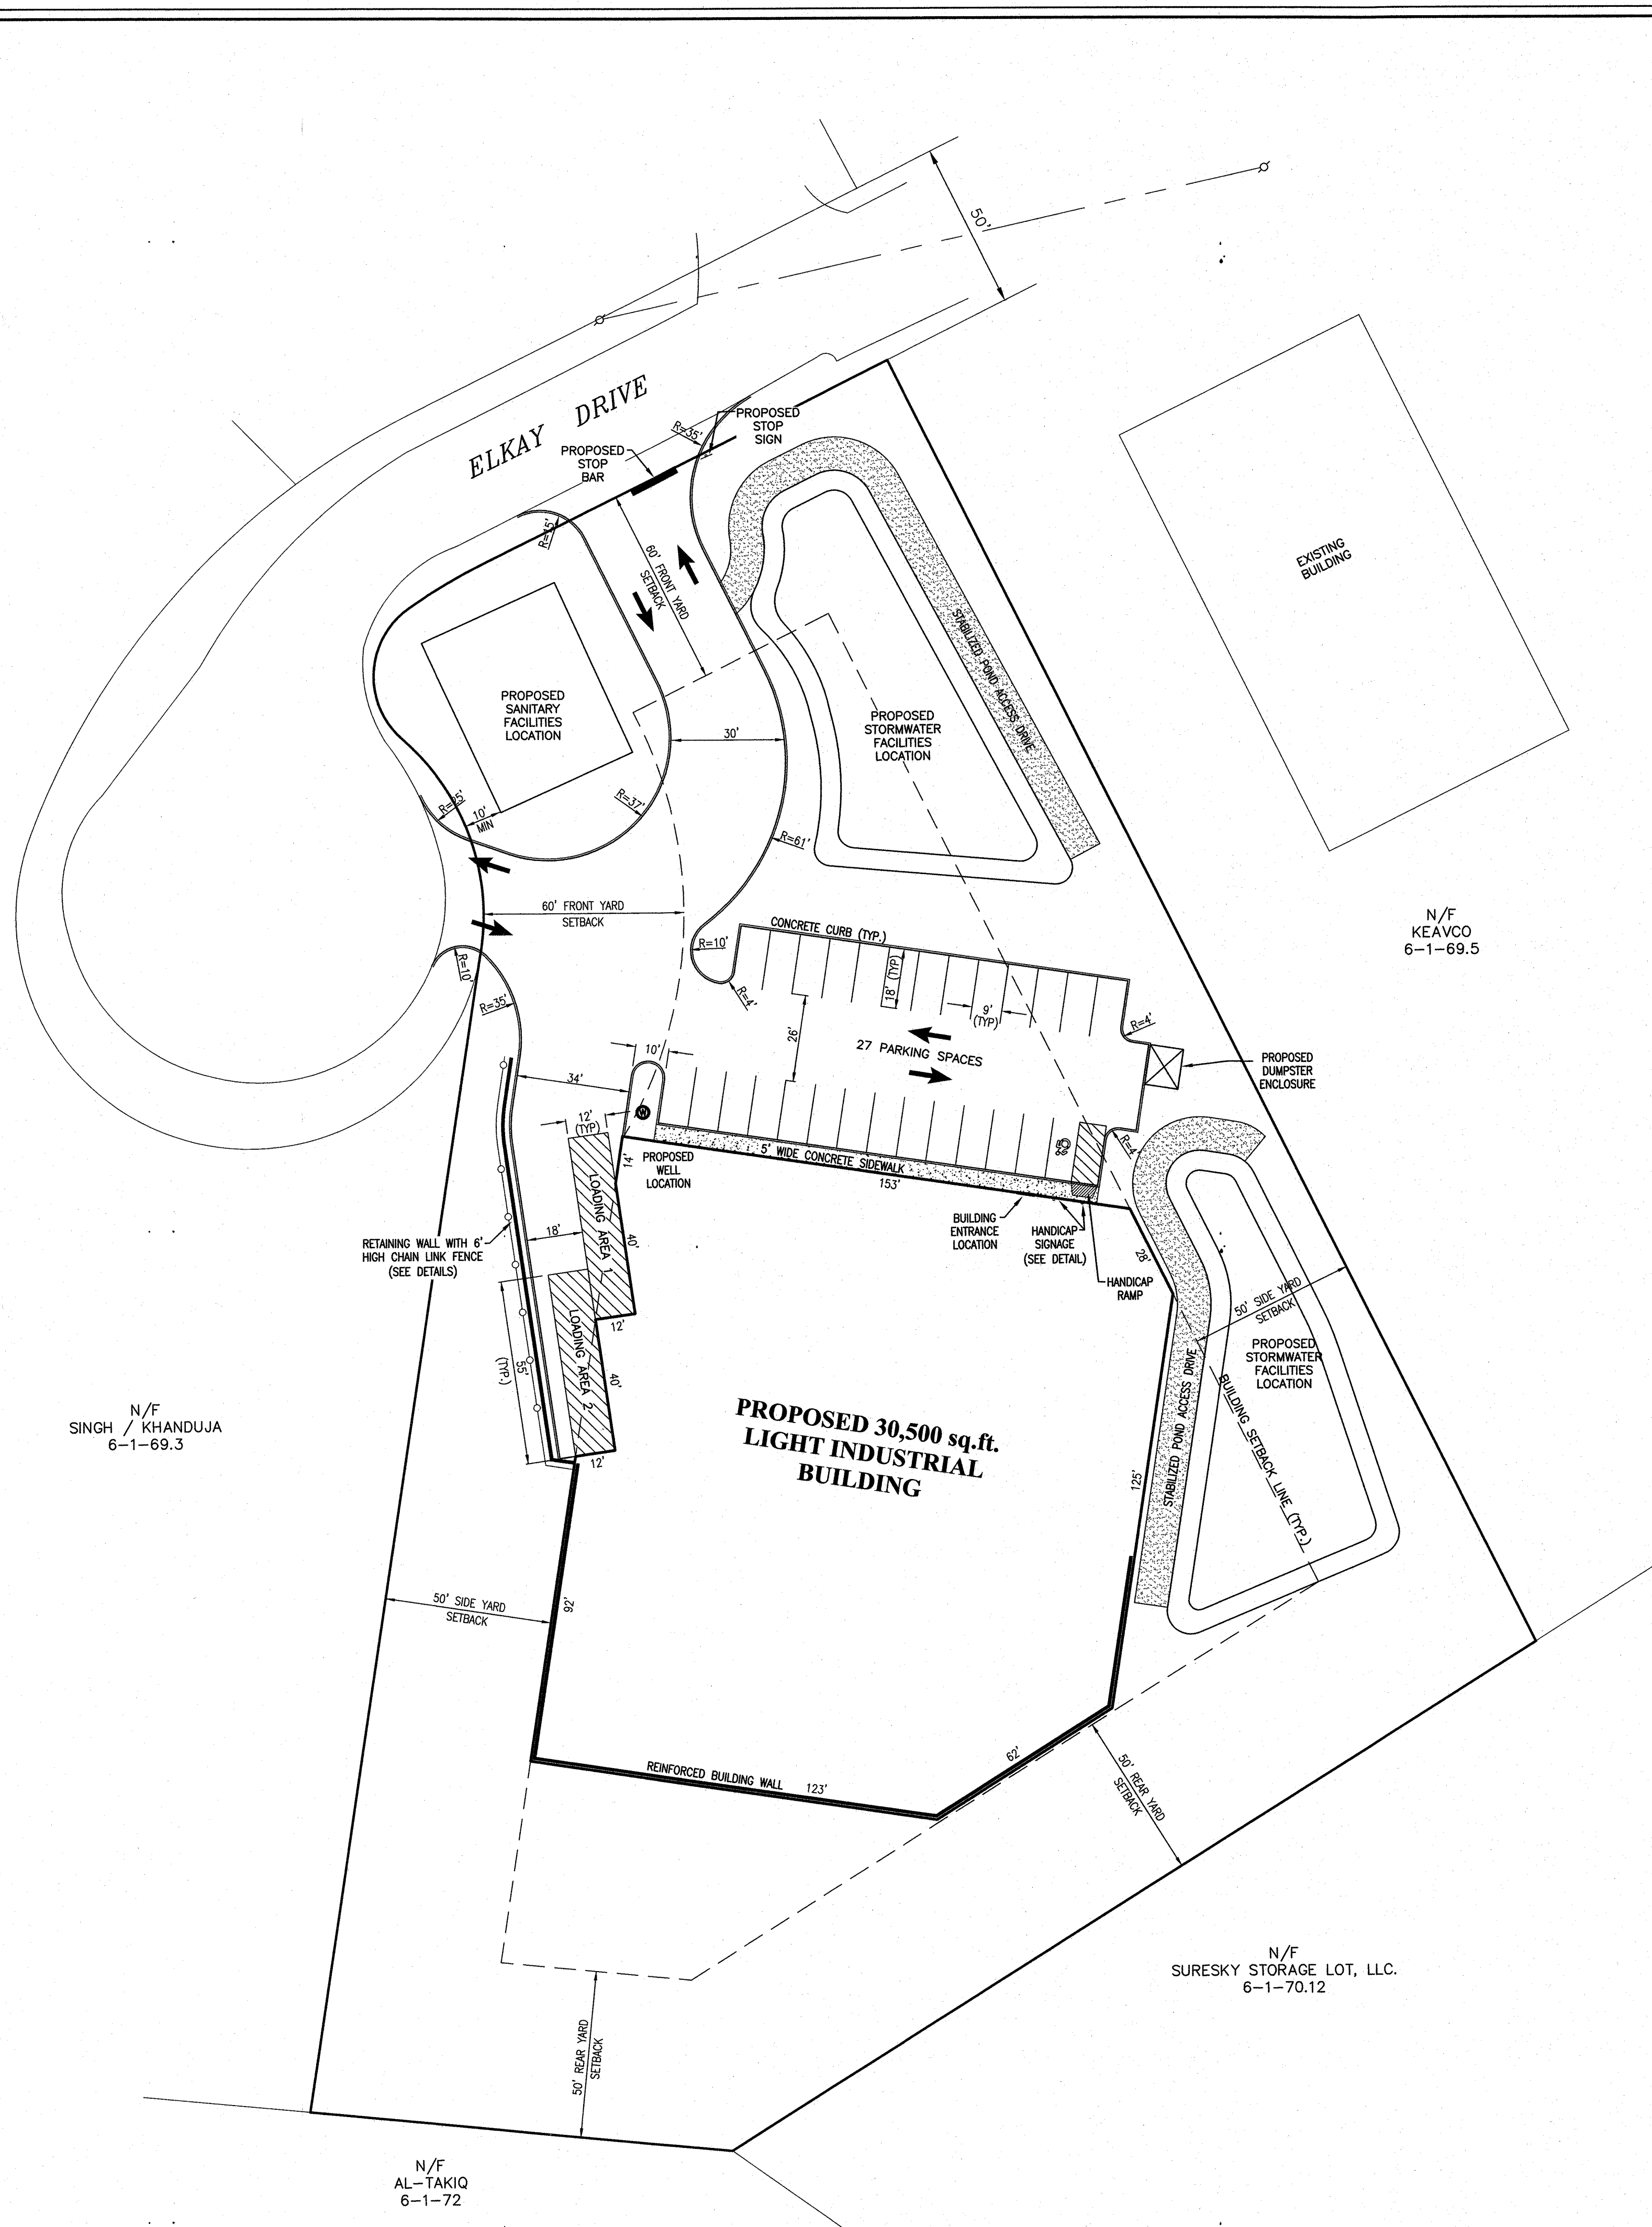 50'
ELKAY DRIVE
PROPOSED
STOP
SIGN
R=35'
PROPOSED
STOP
BAR
60' FRONT YARD
SETBACK
EXISTING
BUILDING
STABILIZED POND ACCESS DRIVE
PROPOSED
SANITARY
FACILITIES
LOCATION
PROPOSED
STORMWATER
FACILITIES
LOCATION
30'
R=37'
10'
MIN
R=61'
60' FRONT YARD
SETBACK
N/F
KEAVCO
6-1-69.5
CONCRETE CURB (TYP.)
R=10'
R=10'
R=35'
R=4'
18' (TYP)
9'
(TYP)
26'
27 PARKING SPACES
R=4'
PROPOSED
DUMPSTER
ENCLOSURE
10'
34'
12'
(TYP)
W
14'
PROPOSED
WELL
LOCATION
5' WIDE CONCRETE SIDEWALK
153'
R=4'
BUILDING
ENTRANCE
LOCATION
HANDICAP
SIGNAGE
(SEE DETAIL)
HANDICAP
RAMP
28'
RETAINING WALL WITH 6'
HIGH CHAIN LINK FENCE
(SEE DETAILS)
18'
LOADING AREA 1
40'
12'
LOADING AREA 2
40'
55'
(TYP.)
12'
50' SIDE YARD
SETBACK
PROPOSED
STORMWATER
FACILITIES
LOCATION
BUILDING SETBACK LINE (TYP.)
STABILIZED POND ACCESS DRIVE
125'
N/F
SINGH / KHANDUJA
6-1-69.3
PROPOSED 30,500 sq.ft.
LIGHT INDUSTRIAL
BUILDING
50' SIDE YARD
SETBACK
92'
REINFORCED BUILDING WALL 123'
62'
50' REAR YARD
SETBACK
N/F
SURESKY STORAGE LOT, LLC.
6-1-70.12
50' REAR YARD
SETBACK
N/F
AL-TAKIQ
6-1-72